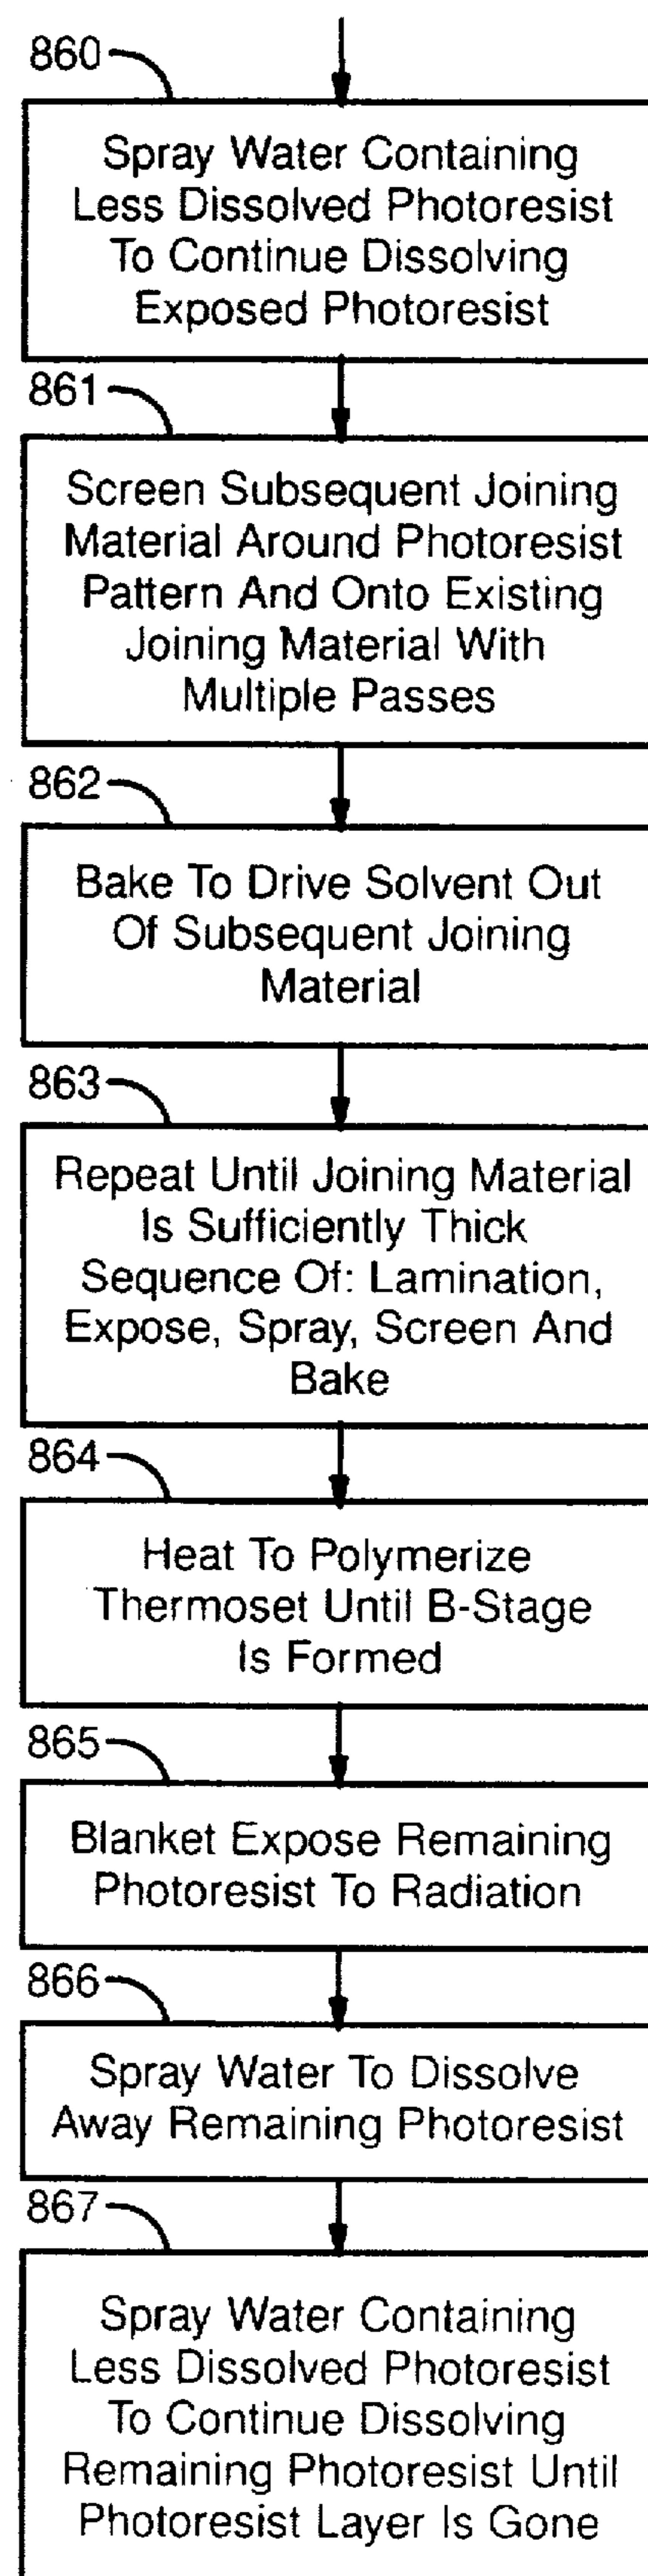 860
Spray Water Containing
Less Dissolved Photoresist
To Continue Dissolving
Exposed Photoresist
861
Screen Subsequent Joining
Material Around Photoresist
Pattern And Onto Existing
Joining Material With
Multiple Passes
862
Bake To Drive Solvent Out
Of Subsequent Joining
Material
863
Repeat Until Joining Material
Is Sufficiently Thick
Sequence Of: Lamination,
Expose, Spray, Screen And
Bake
864
Heat To Polymerize
Thermoset Until B-Stage
Is Formed
865
Blanket Expose Remaining
Photoresist To Radiation
866
Spray Water To Dissolve
Away Remaining Photoresist
867
Spray Water Containing
Less Dissolved Photoresist
To Continue Dissolving
Remaining Photoresist Until
Photoresist Layer Is Gone